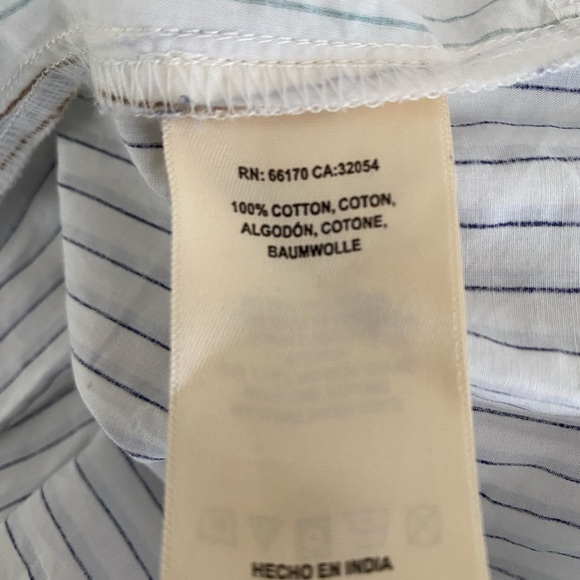 RN: 66170 CA:32054
100% COTTON, COTON,
ALGODÓN, COTONE,
BAUMWOLLE
HECHO EN INDIA